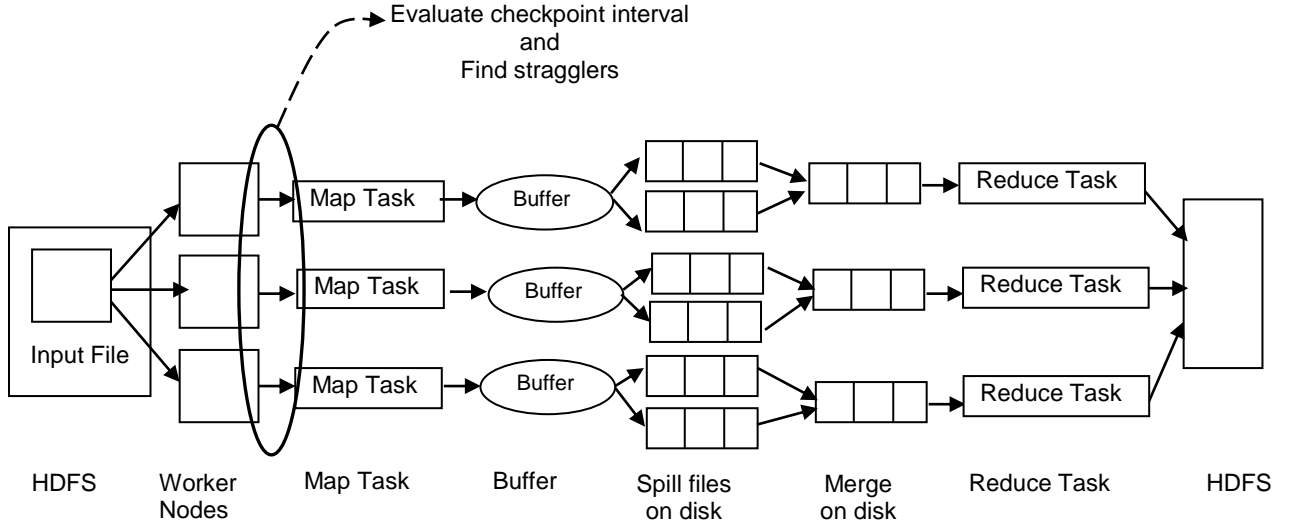 Evaluate checkpoint interval
and
Find stragglers
Map Task
Buffer
Reduce Task
Map Task
Buffer
Reduce Task
Input File
Map Task
Buffer
Reduce Task
HDFS
Worker
Nodes
Map Task
Buffer
Spill files
on disk
Merge
on disk
Reduce Task
HDFS